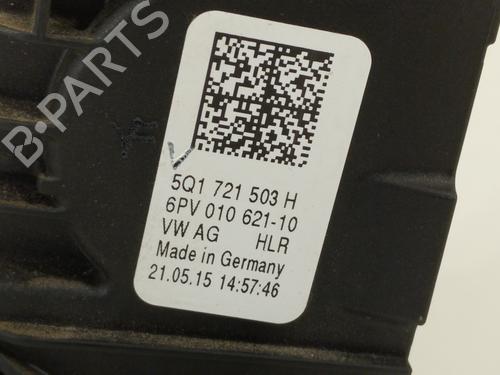 B-PARTS
5Q1 721 503 H
6PV 010 621-10
VW AG HLR
Made in Germany
21.05.15 14:57:46